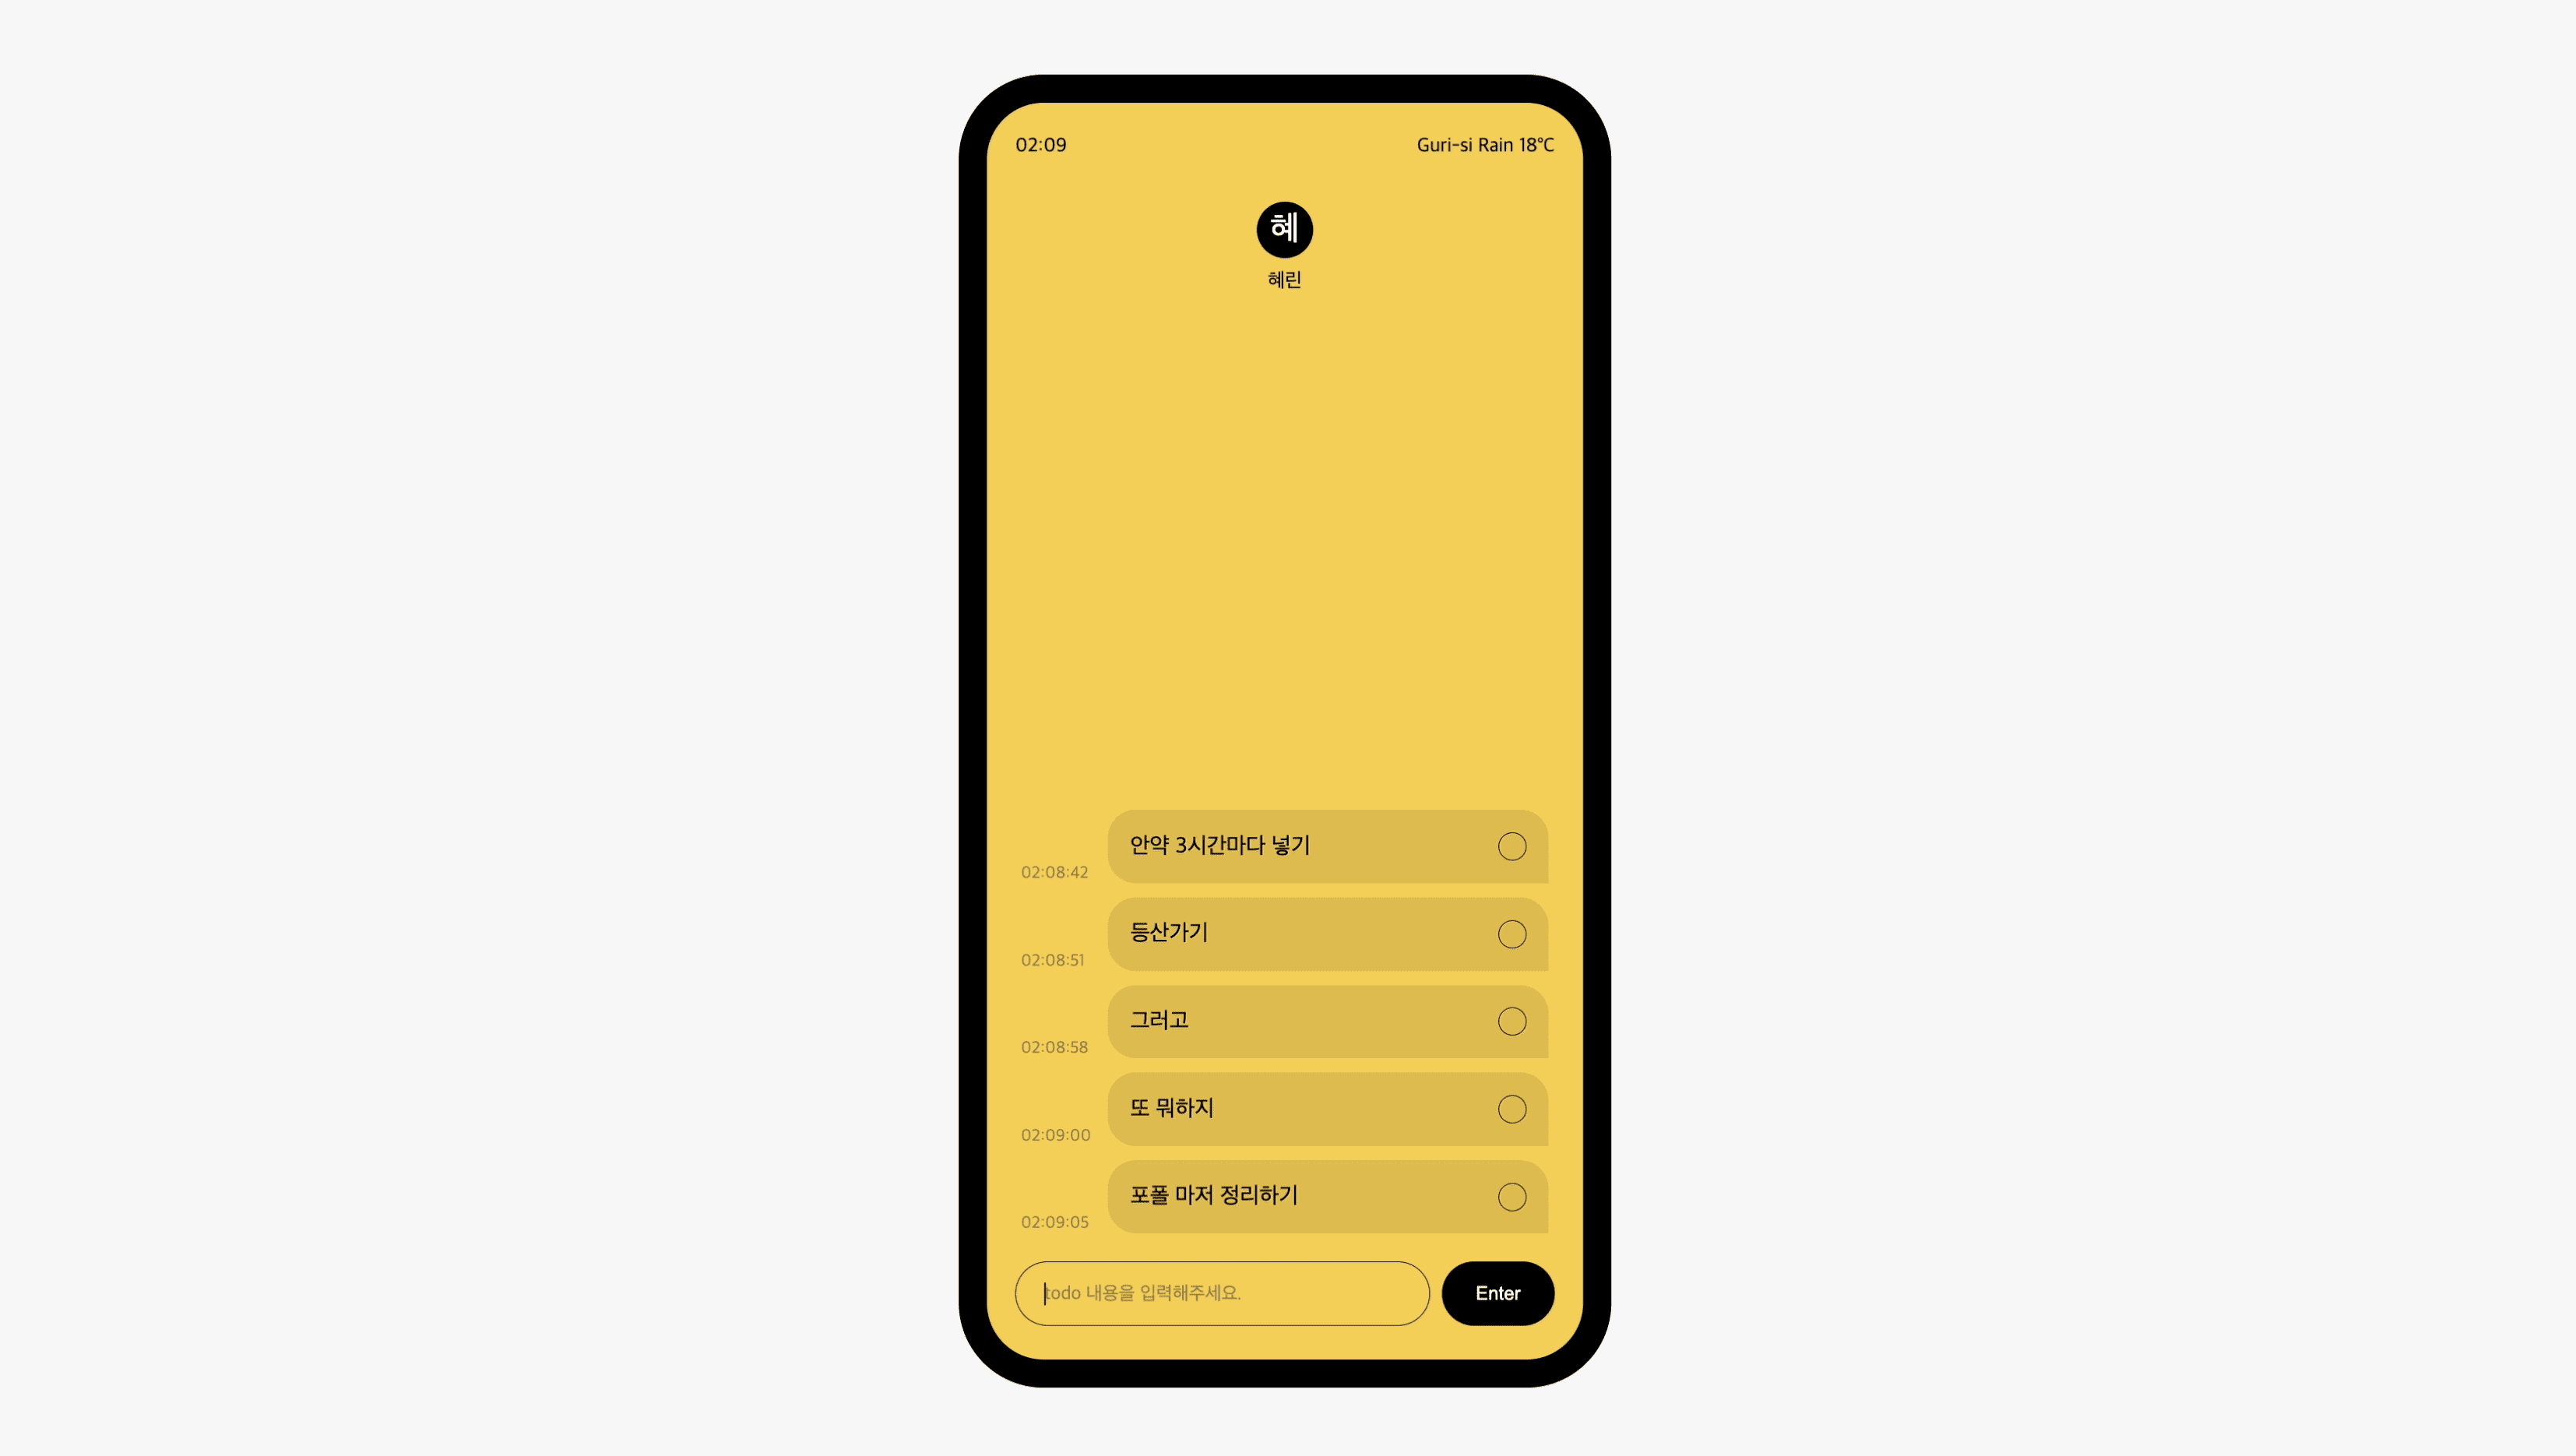 02:09
Guri-si Rain 18°C
혜
혜린
안약 3시간마다 넣기
02:08:42
등산가기
02:08:51
그러고
02:08:58
또 뭐하지
02:09:00
포폴 마저 정리하기
02:09:05
todo 내용을 입력해주세요.
Enter